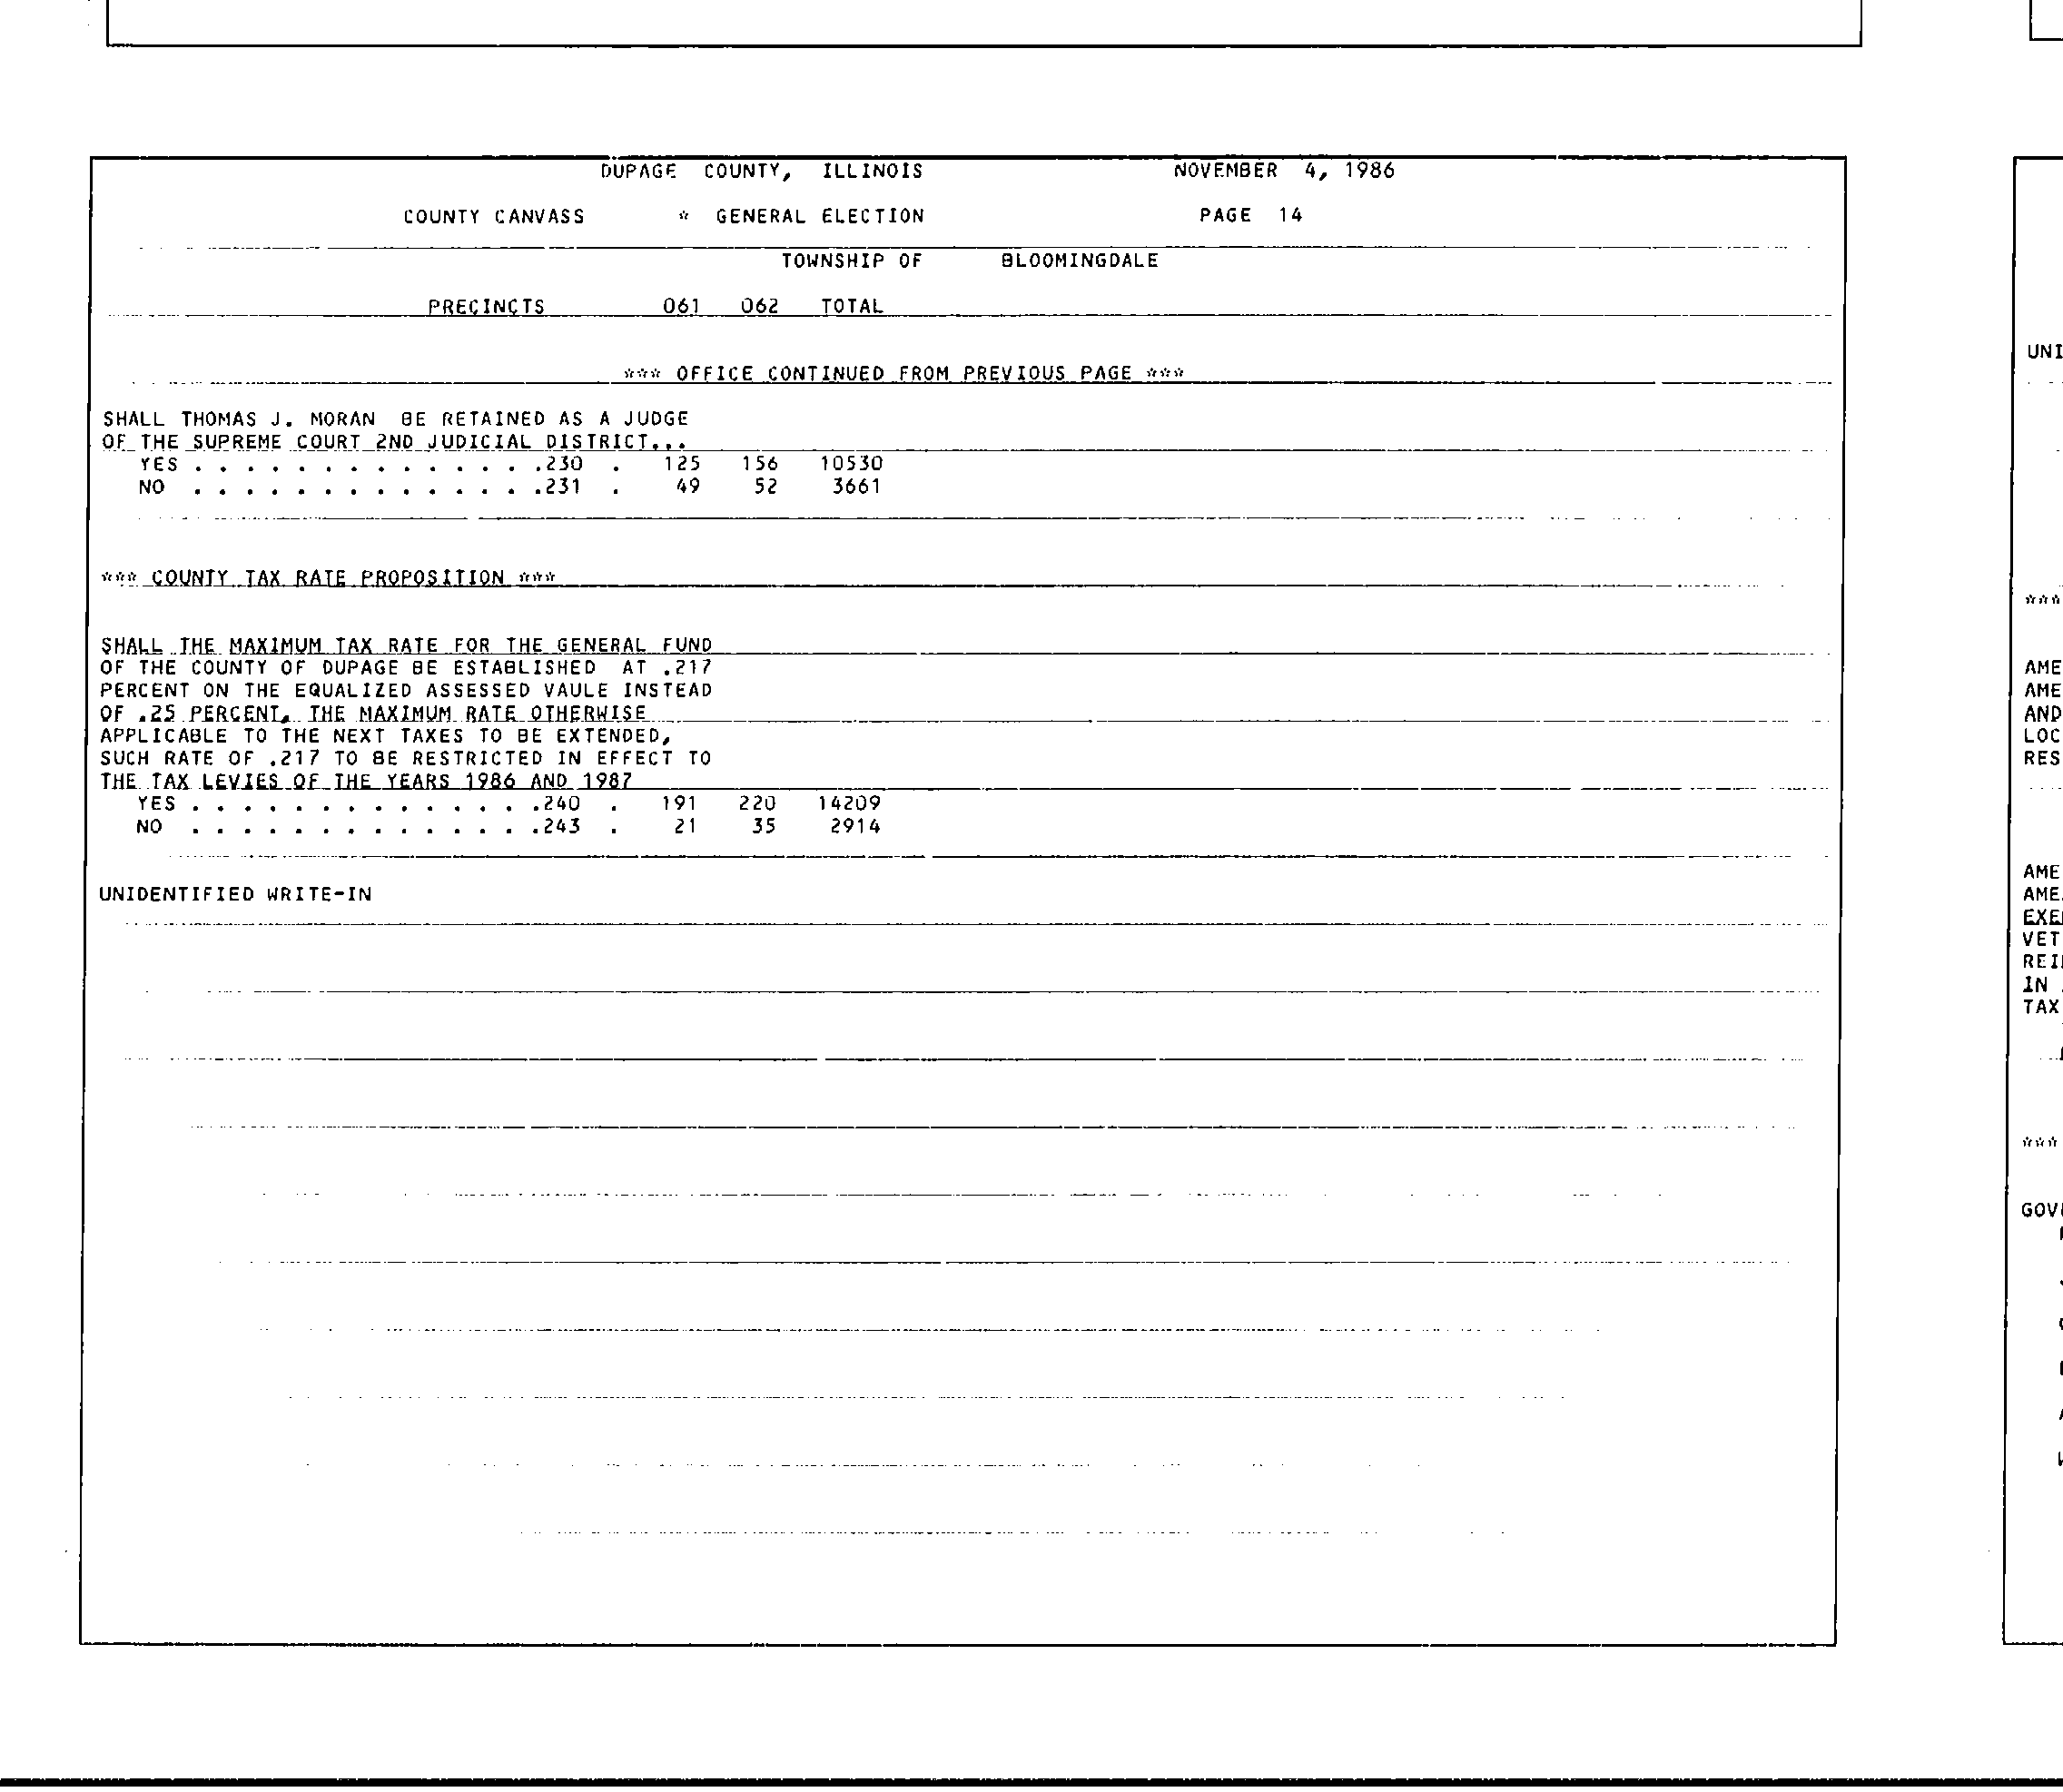 DUPAGE COUNTY, ILLINOIS NOVEMBER 4, 1986
COUNTY CANVASS * GENERAL ELECTION PAGE 14
TOWNSHIP OF BLOOMINGDALE
PRECINCTS 061 062 TOTAL
*** OFFICE CONTINUED FROM PREVIOUS PAGE ***
SHALL THOMAS J. MORAN BE RETAINED AS A JUDGE
OF THE SUPREME COURT 2ND JUDICIAL DISTRICT...
YES . . . . . . . . . . . . . .230 . 125 156 10530
NO . . . . . . . . . . . . . .231 . 49 52 3661
*** COUNTY TAX RATE PROPOSITION ***
SHALL THE MAXIMUM TAX RATE FOR THE GENERAL FUND
OF THE COUNTY OF DUPAGE BE ESTABLISHED AT .217
PERCENT ON THE EQUALIZED ASSESSED VAULE INSTEAD
OF .25 PERCENT, THE MAXIMUM RATE OTHERWISE
APPLICABLE TO THE NEXT TAXES TO BE EXTENDED,
SUCH RATE OF .217 TO BE RESTRICTED IN EFFECT TO
THE TAX LEVIES OF THE YEARS 1986 AND 1987
YES . . . . . . . . . . . . . .240 . 191 220 14209
NO . . . . . . . . . . . . . .243 . 21 35 2914
UNIDENTIFIED WRITE-IN
UNI
***
AME
AME
AND
LOC
RES
AME
AME
EXE
VET
REI
IN
TAX
***
GOV